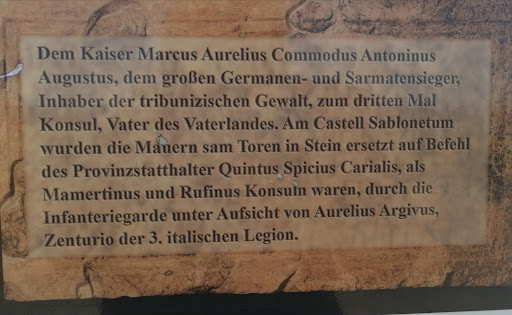 Dem Kaiser Marcus Aurelius Commodus Antoninus
Augustus, dem großen Germanen- und Sarmatensieger,
Inhaber der tribunizischen Gewalt, zum dritten Mal
Konsul, Vater des Vaterlandes. Am Castell Sablonetum
wurden die Mauern sam Toren in Stein ersetzt auf Befehl
des Provinzstatthalter Quintus Spicius Carialis, als
Mamertinus und Rufinus Konsuln waren, durch die
Infanteriegarde unter Aufsicht von Aurelius Argivus,
Zenturio der 3. italischen Legion.